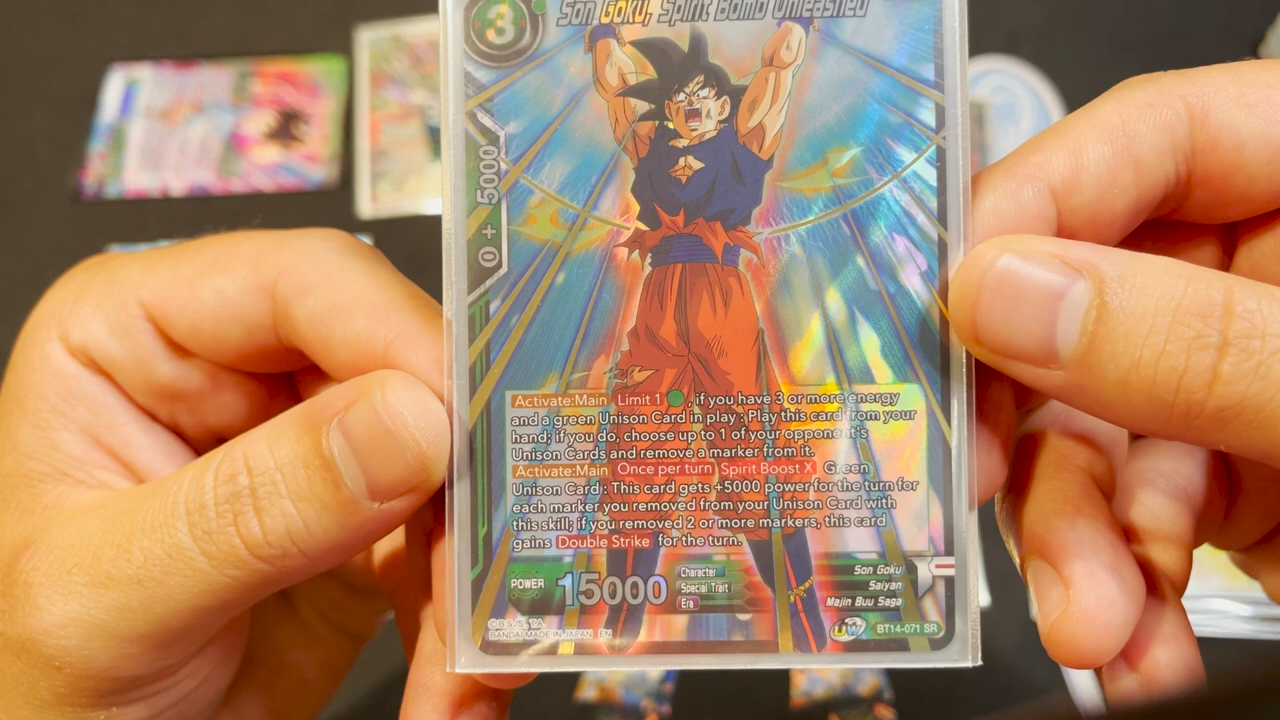 3
Son Goku, Spirit Bomb Unleashed
0 + 5000
Activate:Main Limit 1 , if you have 3 or more energy
and a green Unison Card in play : Play this card from your
hand; if you do, choose up to 1 of your opponent's
Unison Cards and remove a marker from it.
Activate:Main Once per turn Spirit Boost X Green
Unison Card : This card gets +5000 power for the turn for
each marker you removed from your Unison Card with
this skill; if you removed 2 or more markers, this card
gains Double Strike for the turn.
POWER 15000
Character Son Goku
Special Trait Saiyan
Era Majin Buu Saga
©B.S./S., T.A.
BANDAI MADE IN JAPAN EN
UW BT14-071 SR